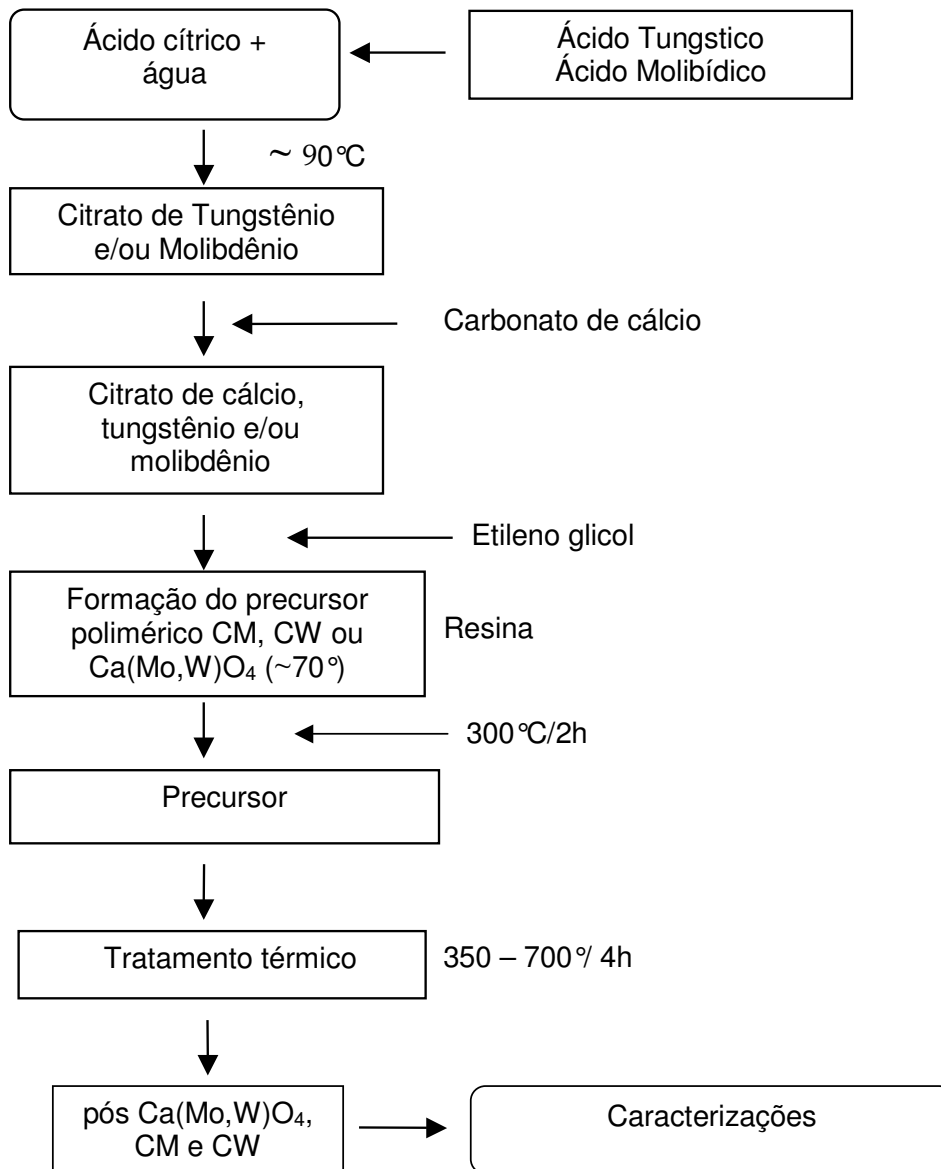 Ácido cítrico +
água
Ácido Tungstico
Ácido Molibídico
~ 90°C
Citrato de Tungstênio
e/ou Molibdênio
Carbonato de cálcio
Citrato de cálcio,
tungstênio e/ou
molibdênio
Etileno glicol
Formação do precursor
polimérico CM, CW ou
Ca(Mo,W)O₄ (~70°)
Resina
300°C/2h
Precursor
Tratamento térmico
350 – 700°/ 4h
pós Ca(Mo,W)O₄,
CM e CW
Caracterizações